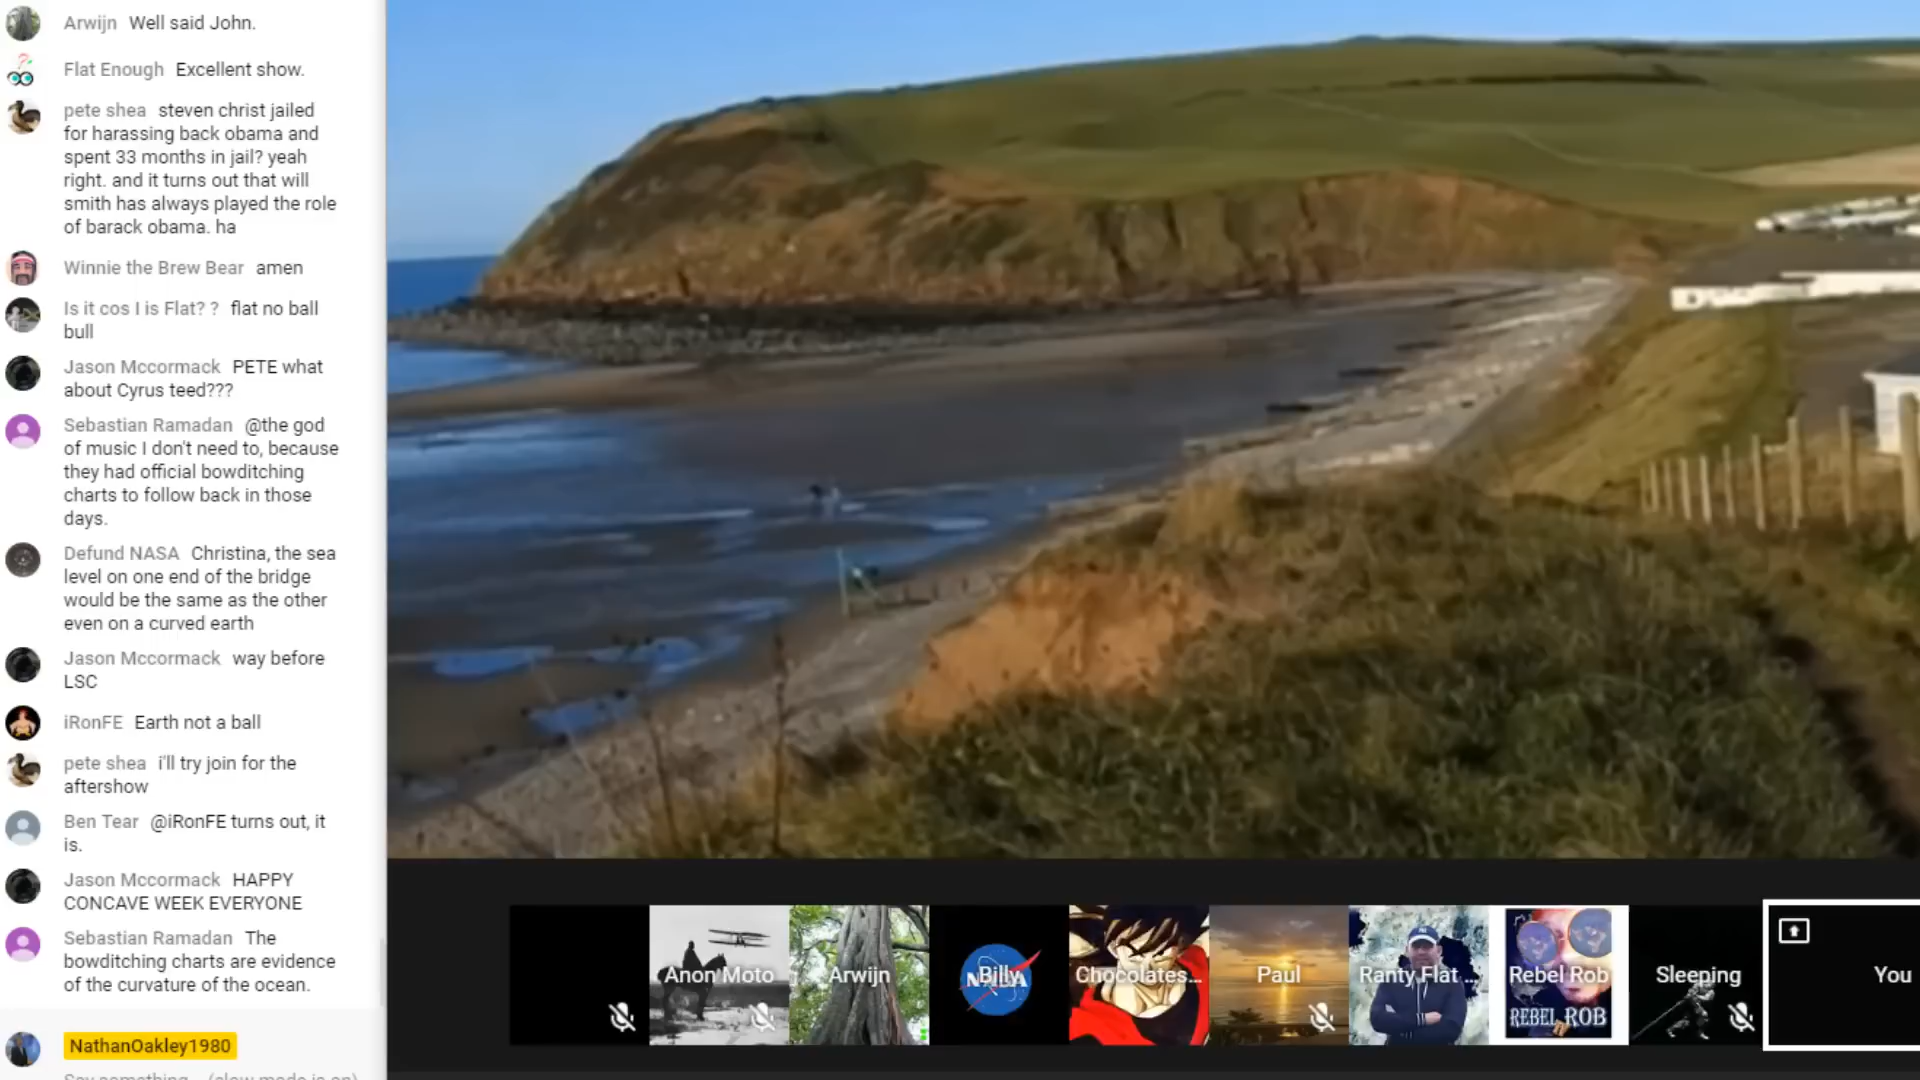 Arwijn Well said John.
Flat Enough Excellent show.
pete shea steven christ jailed
for harassing back obama and
spent 33 months in jail? yeah
right. and it turns out that will
smith has always played the role
of barack obama. ha
Winnie the Brew Bear amen
Is it cos I is Flat? ? flat no ball
bull
Jason Mccormack PETE what
about Cyrus teed???
Sebastian Ramadan @the god
of music I don't need to, because
they had official bowditching
charts to follow back in those
days.
Defund NASA Christina, the sea
level on one end of the bridge
would be the same as the other
even on a curved earth
Jason Mccormack way before
LSC
iRonFE Earth not a ball
pete shea i'll try join for the
aftershow
Ben Tear @iRonFE turns out, it
is.
Jason Mccormack HAPPY
CONCAVE WEEK EVERYONE
Sebastian Ramadan The
bowditching charts are evidence
of the curvature of the ocean.
NathanOakley1980
Say something... (slow mode is on)
Anon Moto
Arwijn
Billy
Chocolates...
Paul
Ranty Flat ...
Rebel Rob
REBEL ROB
Sleeping
You